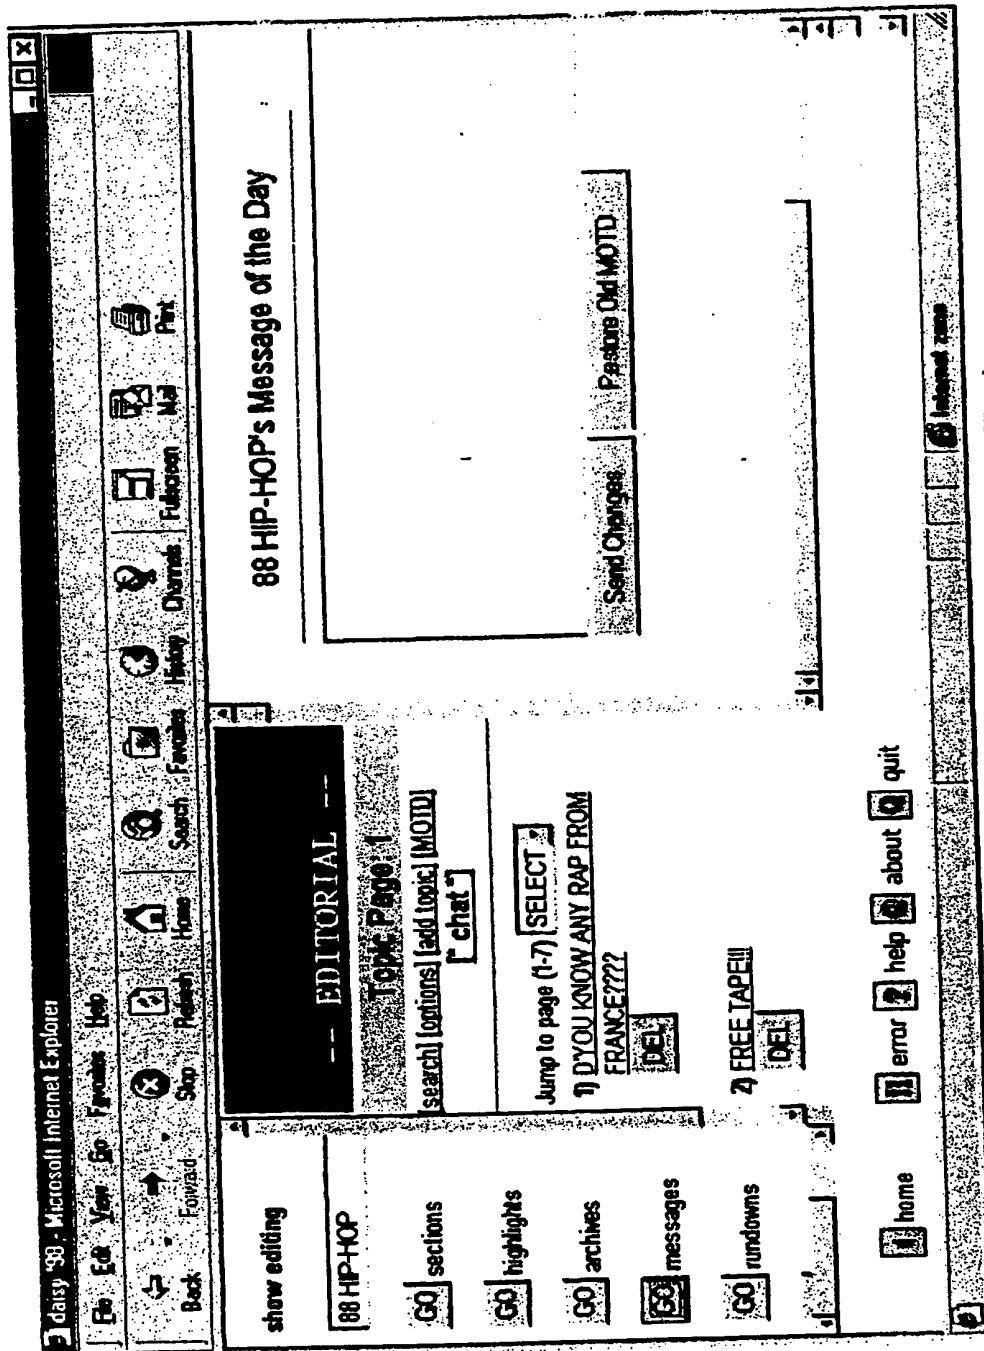 daisy '98 - Microsoft Internet Explorer
File Edit View Go Favorites Help
Back Forward Stop Refresh Home Search Favorites History Channels Fullscreen Mail Print
show editing
88 HIP-HOP
GO sections
GO highlights
GO archives
GO messages
GO rundowns
-- EDITORIAL --
Topic Page: 1
search] [options] [add topic] [MOTD]
[* chat *]
Jump to page (1-7) SELECT
1) D'YOU KNOW ANY RAP FROM
FRANCE????
DEL
2) FREE TAPE!!!
DEL
88 HIP-HOP's Message of the Day
Send Changes Restore Old MOTD
home error ? help about Q quit
Internet zone